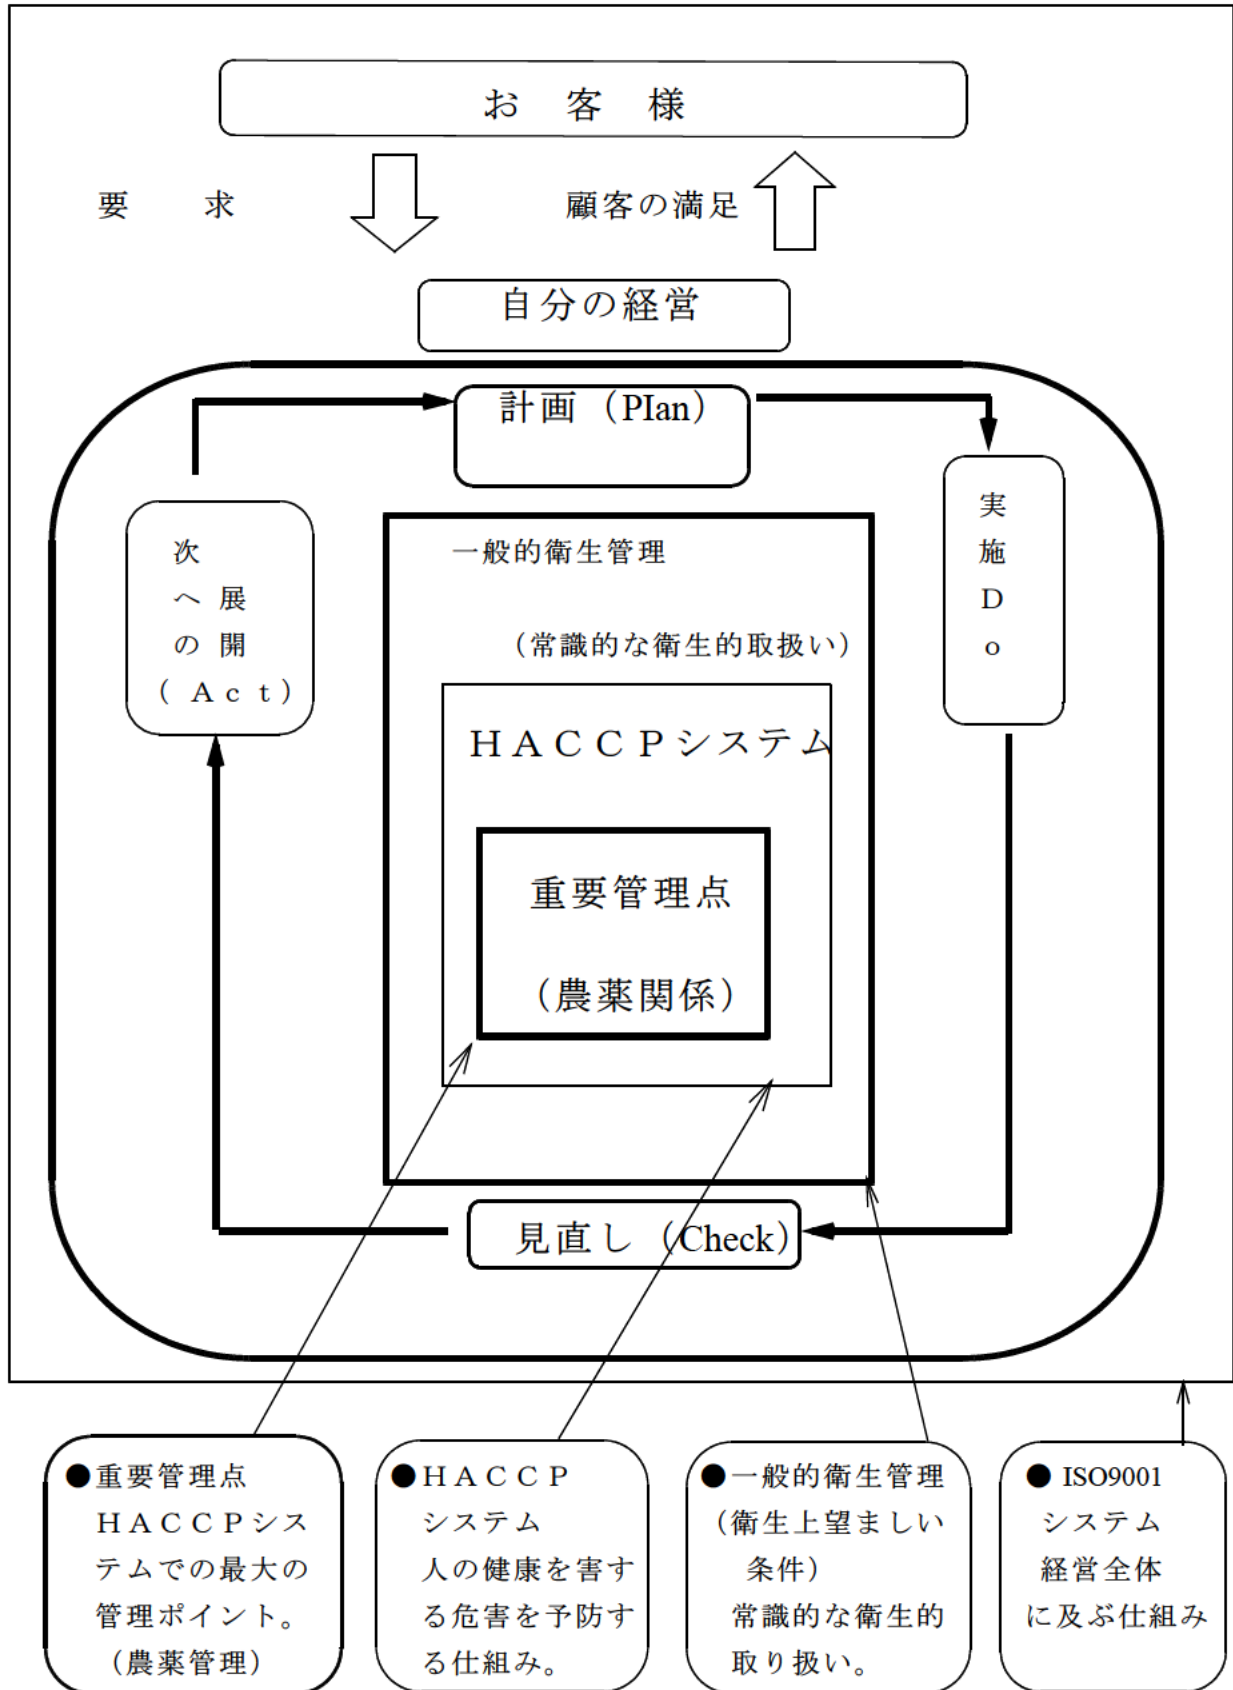 お　客　様
要　　求
顧客の満足
自分の経営
計画（PIan）
次
へ 展
の 開
（Ａｃｔ）
実
施
Ｄ
ｏ
一般的衛生管理
（常識的な衛生的取扱い）
ＨＡＣＣＰシステム
重要管理点
（農薬関係）
見直し（Check）
●重要管理点
ＨＡＣＣＰシス
テムでの最大の
管理ポイント。
（農薬管理）
●ＨＡＣＣＰ
システム
人の健康を害す
る危害を予防す
る仕組み。
●一般的衛生管理
（衛生上望ましい
条件）
常識的な衛生的
取り扱い。
● ISO9001
システム
経営全体
に及ぶ仕組み